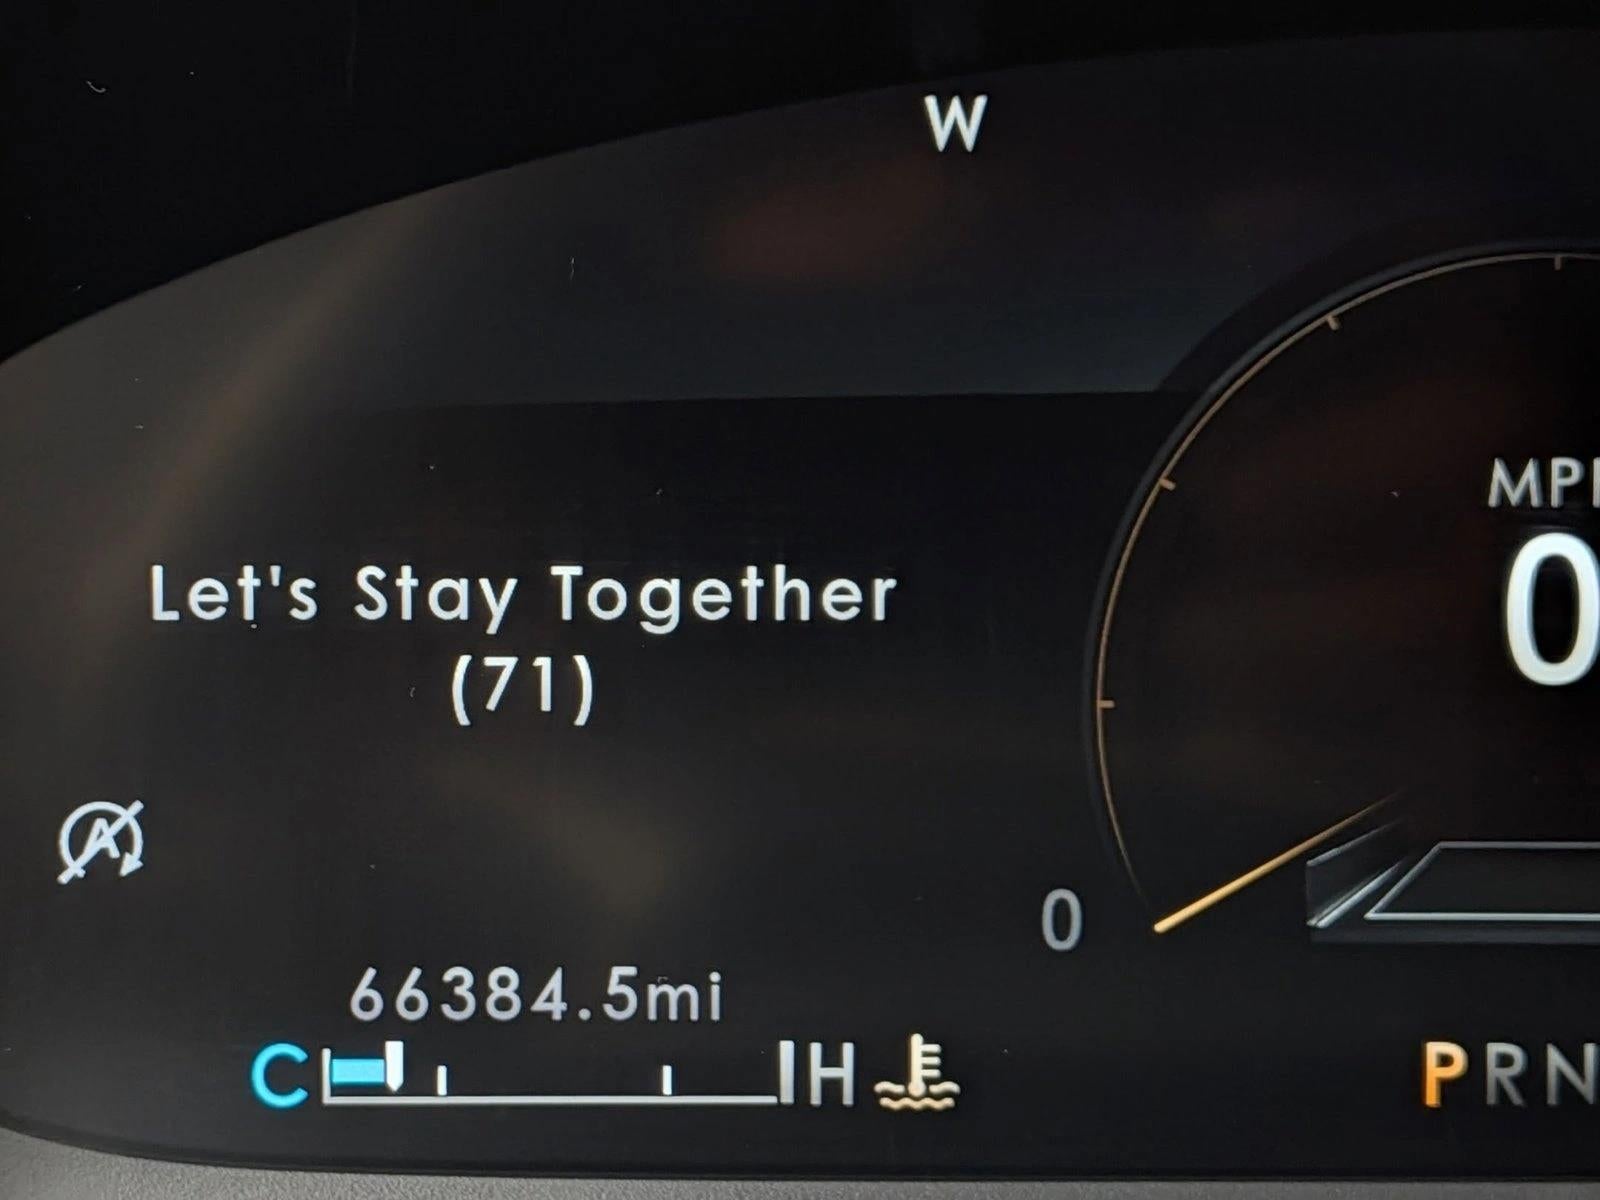 W
MPH
0
Let's Stay Together
(71)
A
0
66384.5mi
C H
PRN